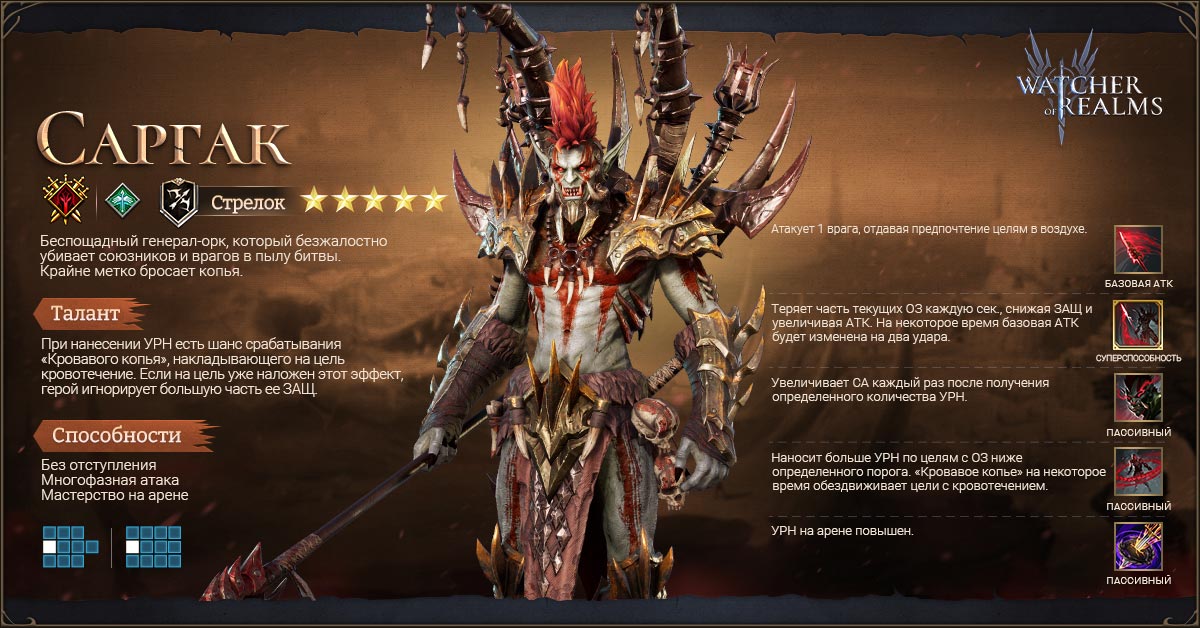 WATCHER
OF REALMS
Саргак
Стрелок
Беспощадный генерал-орк, который безжалостно
убивает союзников и врагов в пылу битвы.
Крайне метко бросает копья.
Талант
При нанесении УРН есть шанс срабатывания
«Кровавого копья», накладывающего на цель
кровотечение. Если на цель уже наложен этот эффект,
герой игнорирует большую часть ее ЗАЩ.
Способности
Без отступления
Многофазная атака
Мастерство на арене
Атакует 1 врага, отдавая предпочтение целям в воздухе.
БАЗОВАЯ АТК
Теряет часть текущих ОЗ каждую сек., снижая ЗАЩ и
увеличивая АТК. На некоторое время базовая АТК
будет изменена на два удара.
СУПЕРСПОСОБНОСТЬ
Увеличивает СА каждый раз после получения
определенного количества УРН.
ПАССИВНЫЙ
Наносит больше УРН по целям с ОЗ ниже
определенного порога. «Кровавое копье» на некоторое
время обездвиживает цели с кровотечением.
ПАССИВНЫЙ
УРН на арене повышен.
ПАССИВНЫЙ